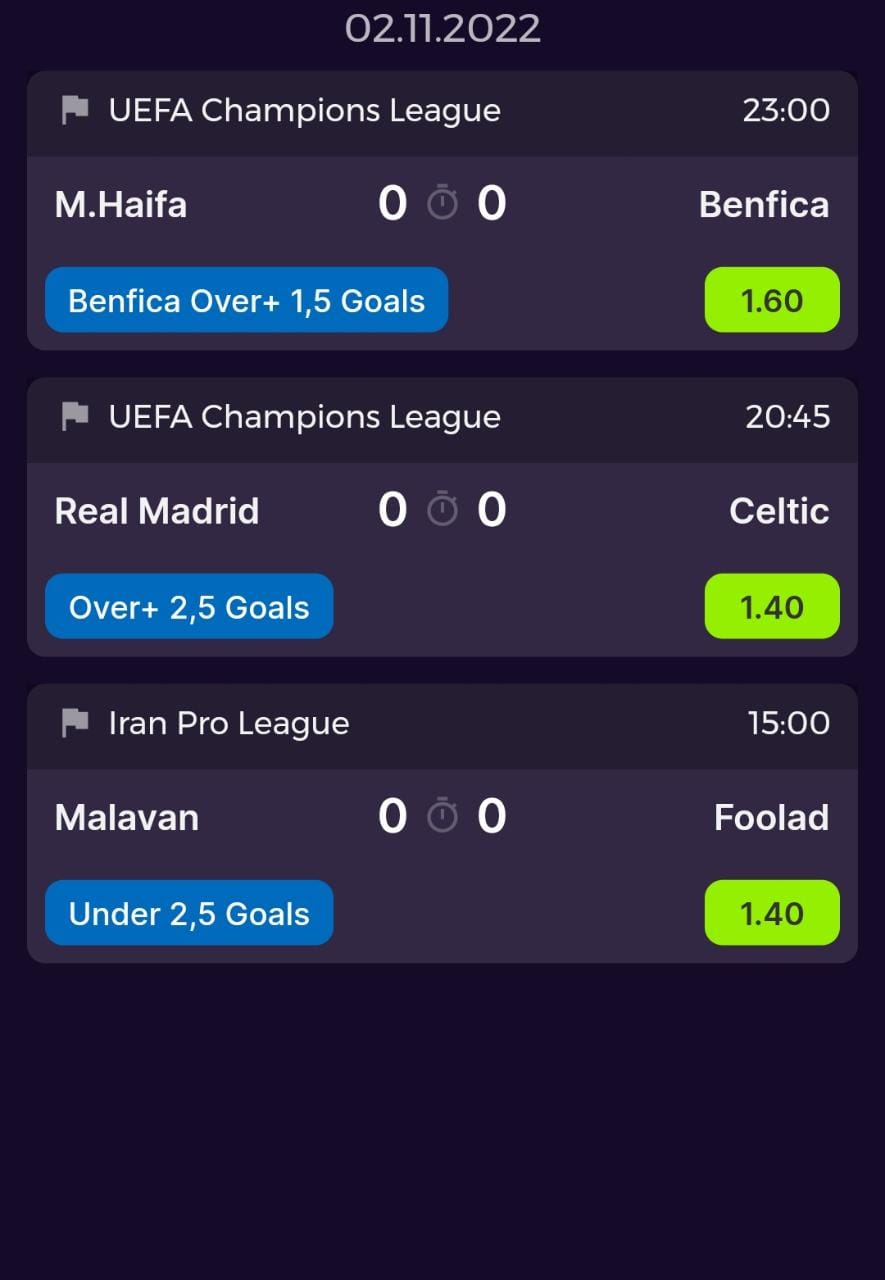 02.11.2022
UEFA Champions League 23:00
M.Haifa 0 0 Benfica
Benfica Over+ 1,5 Goals 1.60
UEFA Champions League 20:45
Real Madrid 0 0 Celtic
Over+ 2,5 Goals 1.40
Iran Pro League 15:00
Malavan 0 0 Foolad
Under 2,5 Goals 1.40